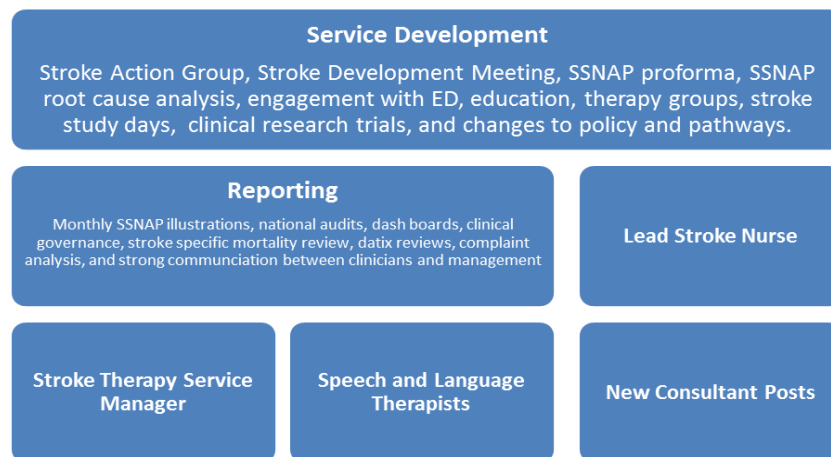 Service Development
Stroke Action Group, Stroke Development Meeting, SSNAP proforma, SSNAP
root cause analysis, engagement with ED, education, therapy groups, stroke
study days, clinical research trials, and changes to policy and pathways.
Reporting
Monthly SSNAP illustrations, national audits, dash boards, clinical
governance, stroke specific mortality review, datix reviews, complaint
analysis, and strong communciation between clinicians and management
Lead Stroke Nurse
Stroke Therapy Service
Manager
Speech and Language
Therapists
New Consultant Posts